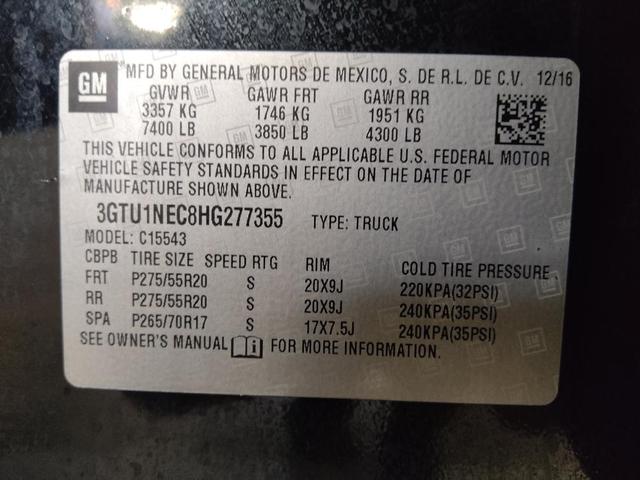 GM MFD BY GENERAL MOTORS DE MEXICO, S. DE R.L. DE C.V. 12/16
GVWR GAWR FRT GAWR RR
3357 KG 1746 KG 1951 KG
7400 LB 3850 LB 4300 LB
THIS VEHICLE CONFORMS TO ALL APPLICABLE U.S. FEDERAL MOTOR
VEHICLE SAFETY STANDARDS IN EFFECT ON THE DATE OF
MANUFACTURE SHOWN ABOVE.
3GTU1NEC8HG277355 TYPE: TRUCK
MODEL: C15543
CBPB TIRE SIZE SPEED RTG RIM COLD TIRE PRESSURE
FRT P275/55R20 S 20X9J 220KPA(32PSI)
RR P275/55R20 S 20X9J 240KPA(35PSI)
SPA P265/70R17 S 17X7.5J 240KPA(35PSI)
SEE OWNER'S MANUAL i FOR MORE INFORMATION.